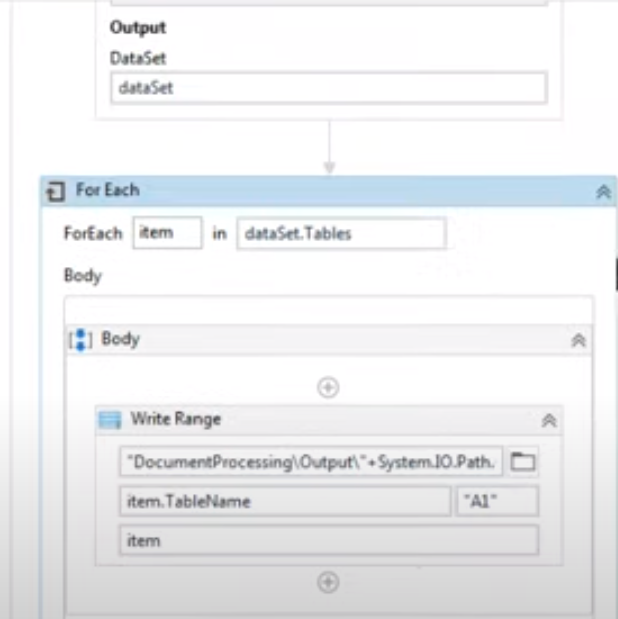 Output
DataSet
dataSet
For Each
ForEach item in dataSet.Tables
Body
Body
Write Range
"DocumentProcessing\Output\"+System.IO.Path.
item.TableName "A1"
item